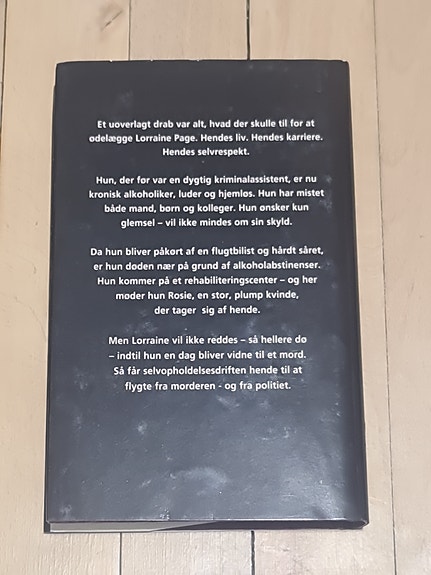 Et uoverlagt drab var alt, hvad der skulle til for at
ødelægge Lorraine Page. Hendes liv. Hendes karriere.
Hendes selvrespekt.
Hun, der før var en dygtig kriminalassistent, er nu
kronisk alkoholiker, luder og hjemløs. Hun har mistet
både mand, børn og kolleger. Hun ønsker kun
glemsel – vil ikke mindes om sin skyld.
Da hun bliver påkørt af en flugtbilist og hårdt såret,
er hun døden nær på grund af alkoholabstinenser.
Hun kommer på et rehabiliteringscenter – og her
møder hun Rosie, en stor, plump kvinde,
der tager sig af hende.
Men Lorraine vil ikke reddes – så hellere dø
– indtil hun en dag bliver vidne til et mord.
Så får selvopholdelsesdriften hende til at
flygte fra morderen - og fra politiet.